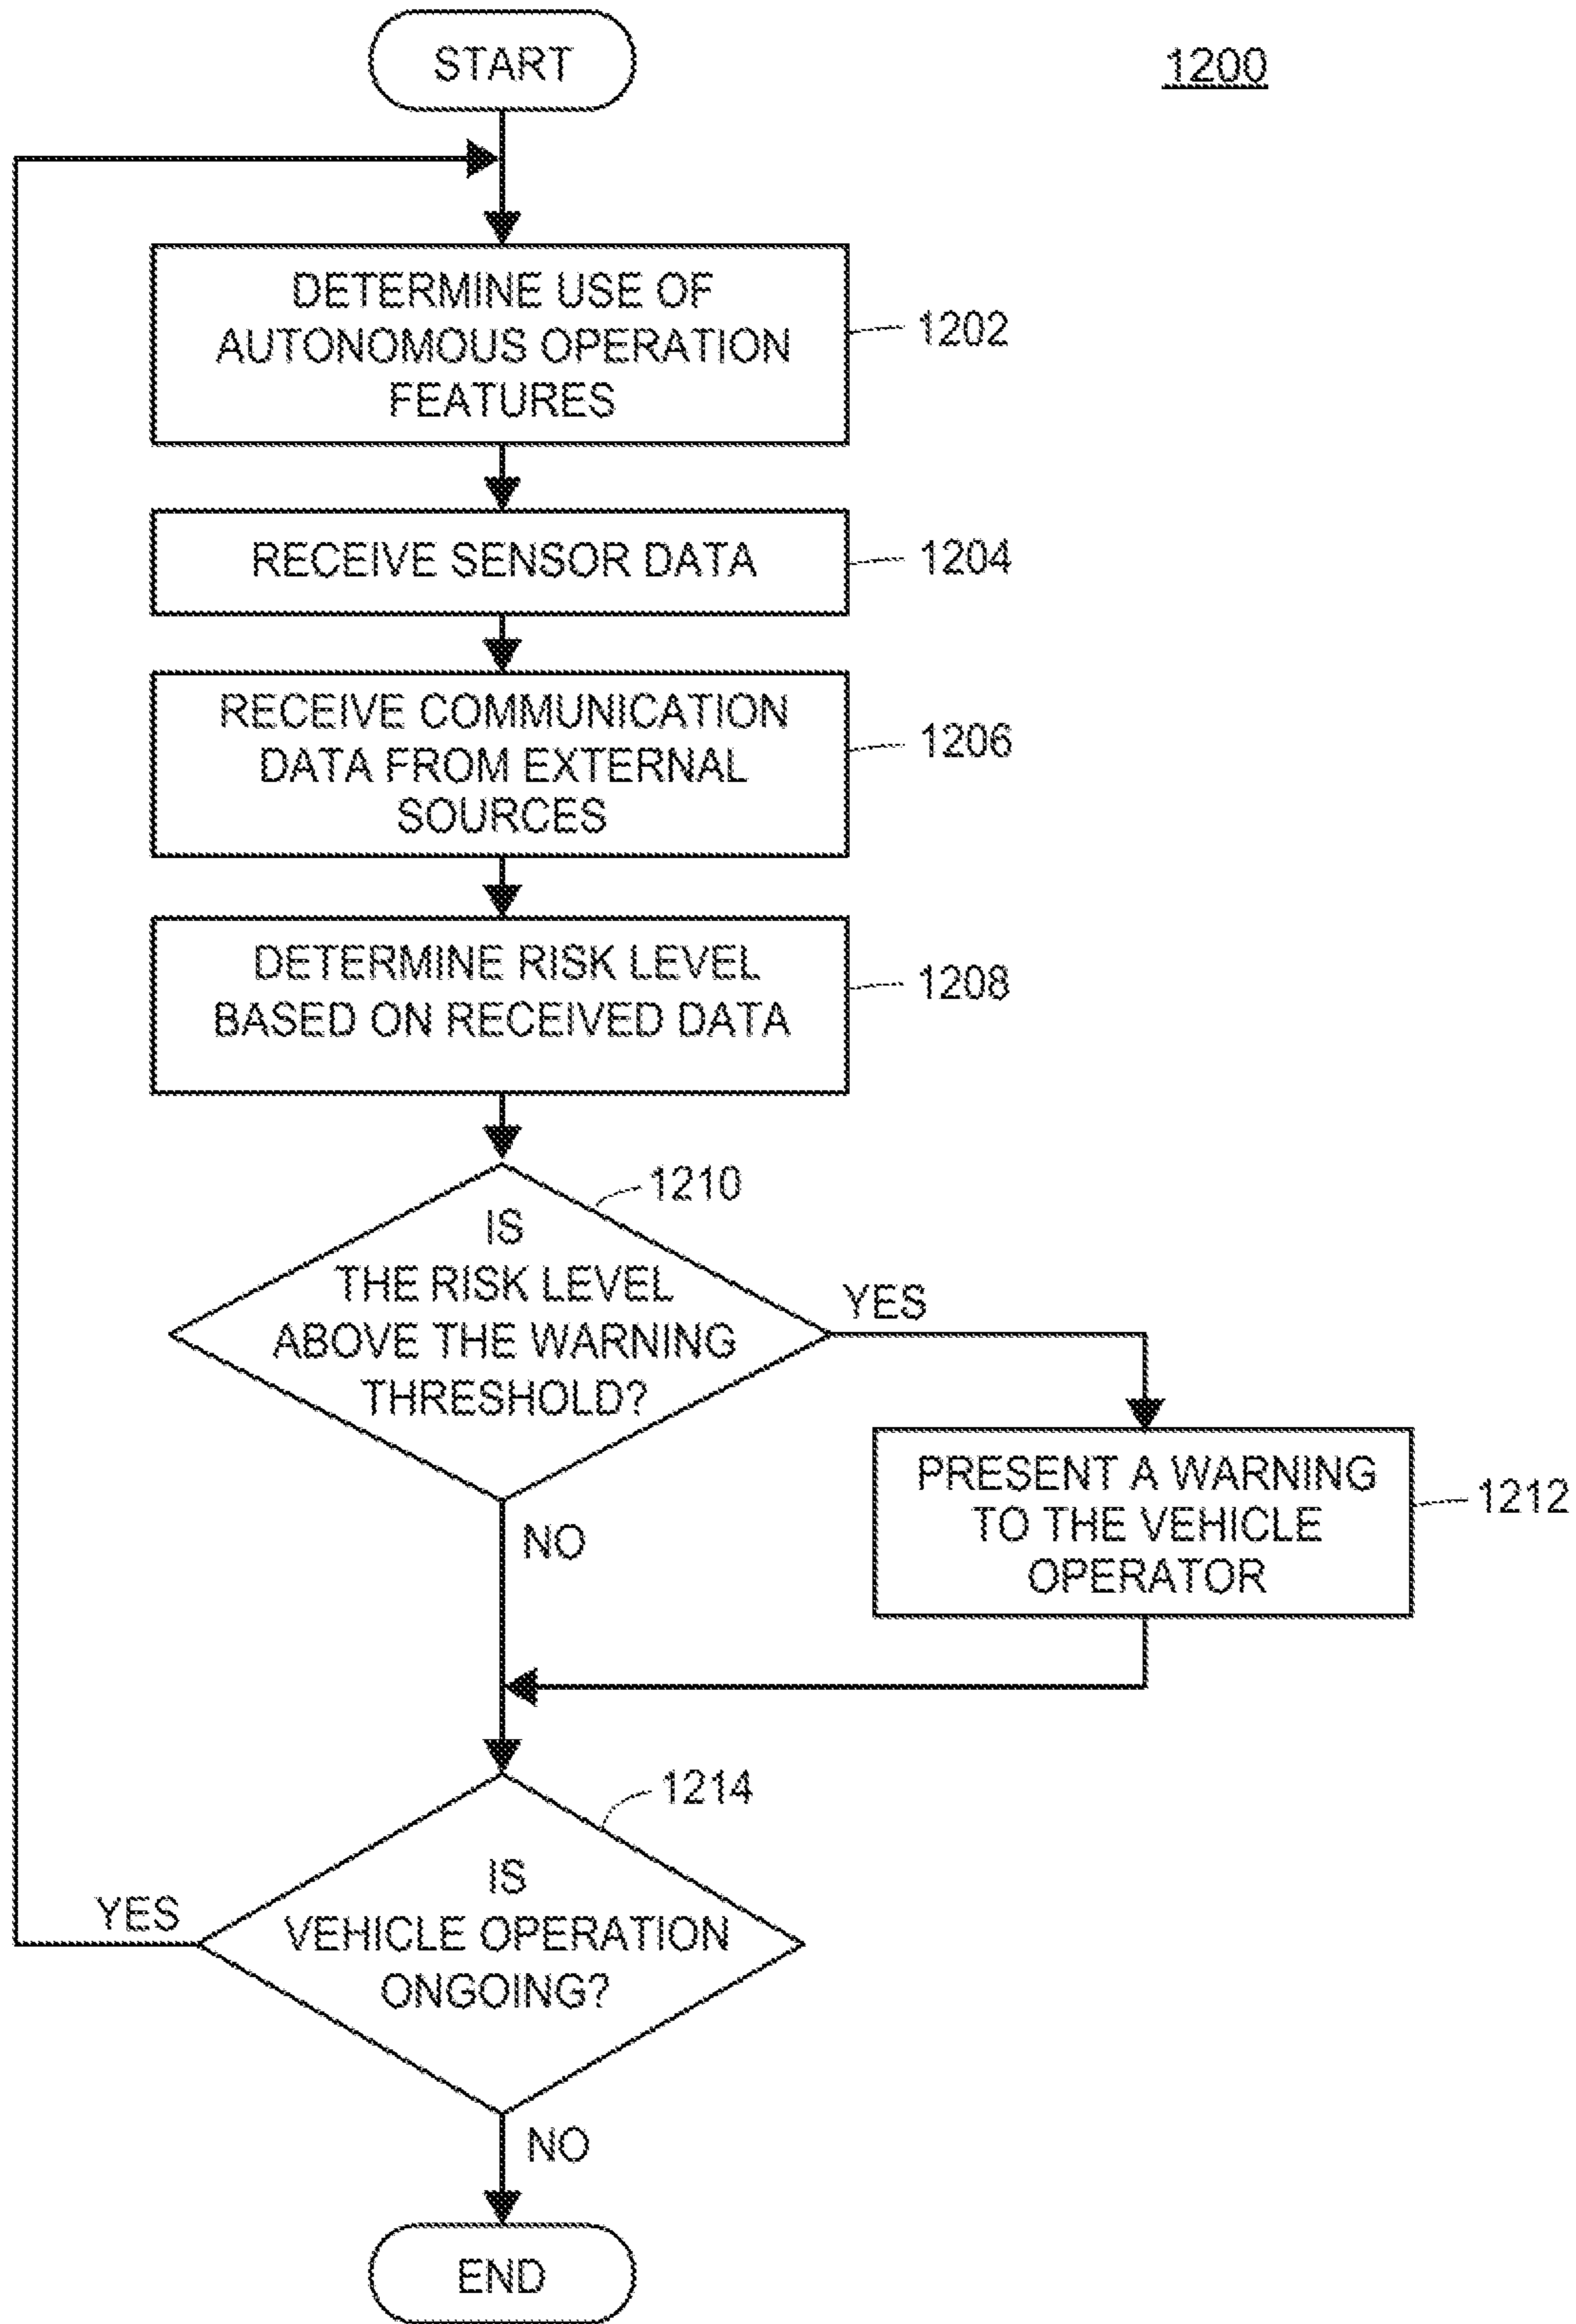 START
1200
DETERMINE USE OF
AUTONOMOUS OPERATION
FEATURES
1202
RECEIVE SENSOR DATA
1204
RECEIVE COMMUNICATION
DATA FROM EXTERNAL
SOURCES
1206
DETERMINE RISK LEVEL
BASED ON RECEIVED DATA
1208
1210
IS
THE RISK LEVEL
ABOVE THE WARNING
THRESHOLD?
YES
NO
PRESENT A WARNING
TO THE VEHICLE
OPERATOR
1212
1214
IS
VEHICLE OPERATION
ONGOING?
YES
NO
END